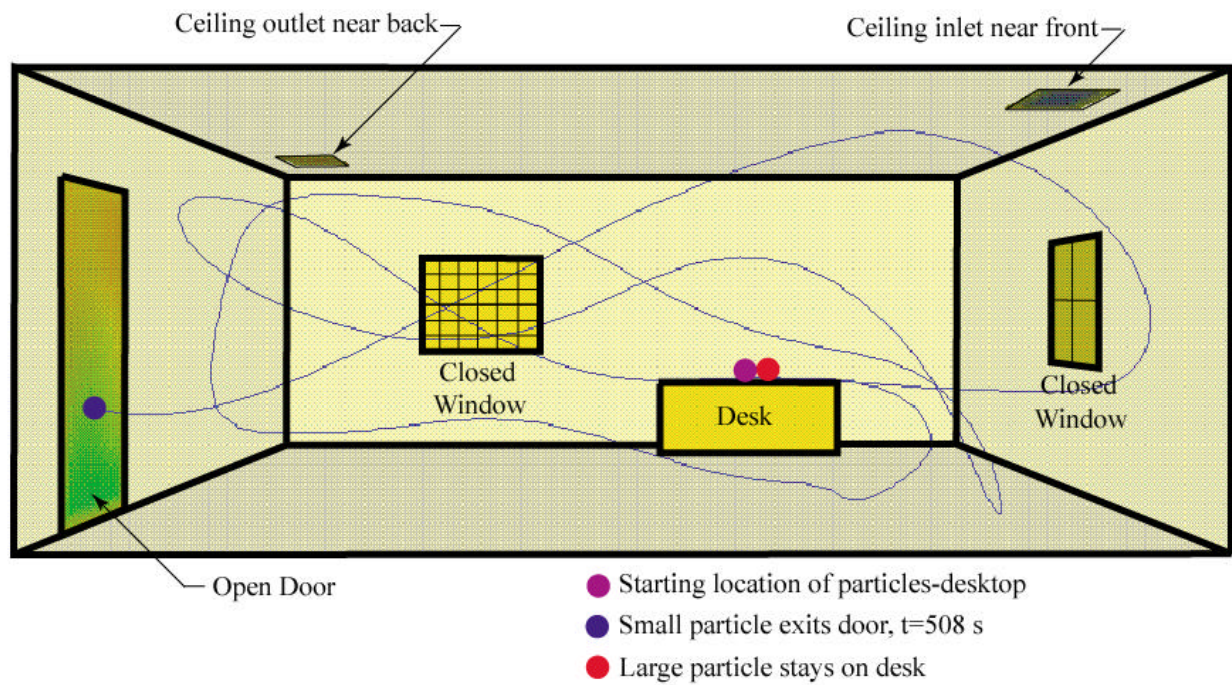 Ceiling outlet near back
Ceiling inlet near front
Closed
Window
Desk
Closed
Window
Open Door
Starting location of particles-desktop
Small particle exits door, t=508 s
Large particle stays on desk